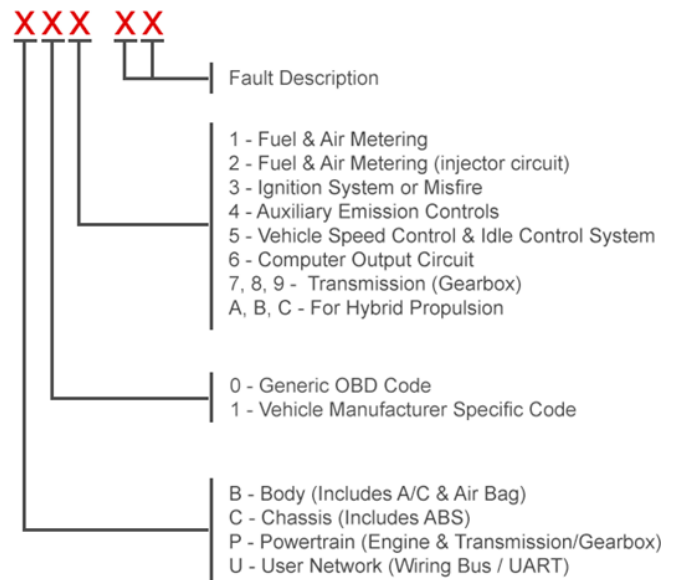 XXX XX
Fault Description
1 - Fuel & Air Metering
2 - Fuel & Air Metering (injector circuit)
3 - Ignition System or Misfire
4 - Auxiliary Emission Controls
5 - Vehicle Speed Control & Idle Control System
6 - Computer Output Circuit
7, 8, 9 - Transmission (Gearbox)
A, B, C - For Hybrid Propulsion
0 - Generic OBD Code
1 - Vehicle Manufacturer Specific Code
B - Body (Includes A/C & Air Bag)
C - Chassis (Includes ABS)
P - Powertrain (Engine & Transmission/Gearbox)
U - User Network (Wiring Bus / UART)